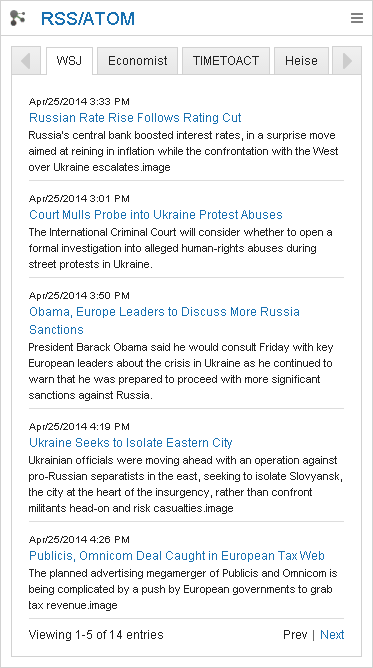 RSS/ATOM
WSJ Economist TIMETOACT Heise
Apr/25/2014 3:33 PM
Russian Rate Rise Follows Rating Cut
Russia's central bank boosted interest rates, in a surprise move
aimed at reining in inflation while the confrontation with the West
over Ukraine escalates.image
Apr/25/2014 3:01 PM
Court Mulls Probe into Ukraine Protest Abuses
The International Criminal Court will consider whether to open a
formal investigation into alleged human-rights abuses during
street protests in Ukraine.
Apr/25/2014 3:50 PM
Obama, Europe Leaders to Discuss More Russia
Sanctions
President Barack Obama said he would consult Friday with key
European leaders about the crisis in Ukraine as he continued to
warn that he was prepared to proceed with more significant
sanctions against Russia.
Apr/25/2014 4:19 PM
Ukraine Seeks to Isolate Eastern City
Ukrainian officials were moving ahead with an operation against
pro-Russian separatists in the east, seeking to isolate Slovyansk,
the city at the heart of the insurgency, rather than confront
militants head-on and risk casualties.image
Apr/25/2014 4:26 PM
Publicis, Omnicom Deal Caught in European Tax Web
The planned advertising megamerger of Publicis and Omnicom is
being complicated by a push by European governments to grab
tax revenue.image
Viewing 1-5 of 14 entries Prev | Next